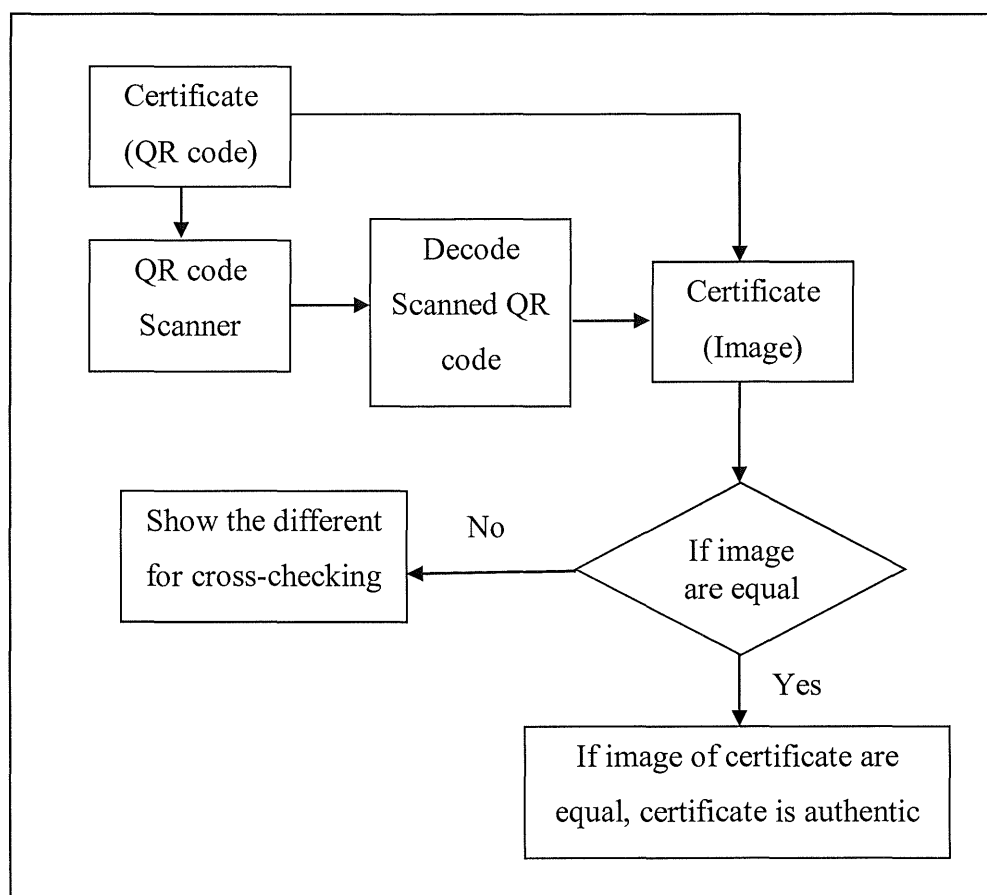 Certificate
(QR code)
QR code
Scanner
Decode
Scanned QR
code
Certificate
(Image)
If image
are equal
No
Show the different
for cross-checking
Yes
If image of certificate are
equal, certificate is authentic